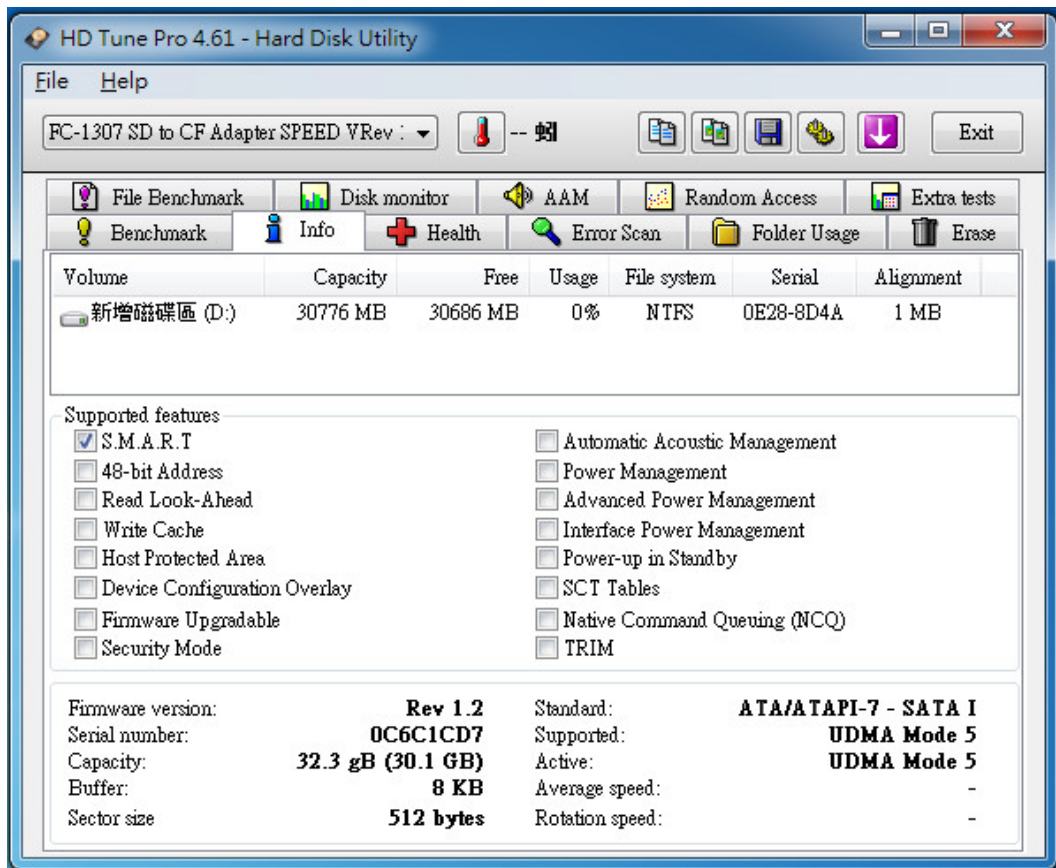 HD Tune Pro 4.61 - Hard Disk Utility
File Help
FC-1307 SD to CF Adapter SPEED VRev -- 蚓 Exit
File Benchmark Disk monitor AAM Random Access Extra tests
Benchmark Info Health Error Scan Folder Usage Erase
Volume Capacity Free Usage File system Serial Alignment
新增磁碟區 (D:) 30776 MB 30686 MB 0% NTFS 0E28-8D4A 1 MB
Supported features
S.M.A.R.T Automatic Acoustic Management
48-bit Address Power Management
Read Look-Ahead Advanced Power Management
Write Cache Interface Power Management
Host Protected Area Power-up in Standby
Device Configuration Overlay SCT Tables
Firmware Upgradable Native Command Queuing (NCQ)
Security Mode TRIM
Firmware version: Rev 1.2 Standard: ATA/ATAPI-7 - SATA I
Serial number: 0C6C1CD7 Supported: UDMA Mode 5
Capacity: 32.3 gB (30.1 GB) Active: UDMA Mode 5
Buffer: 8 KB Average speed: -
Sector size 512 bytes Rotation speed: -